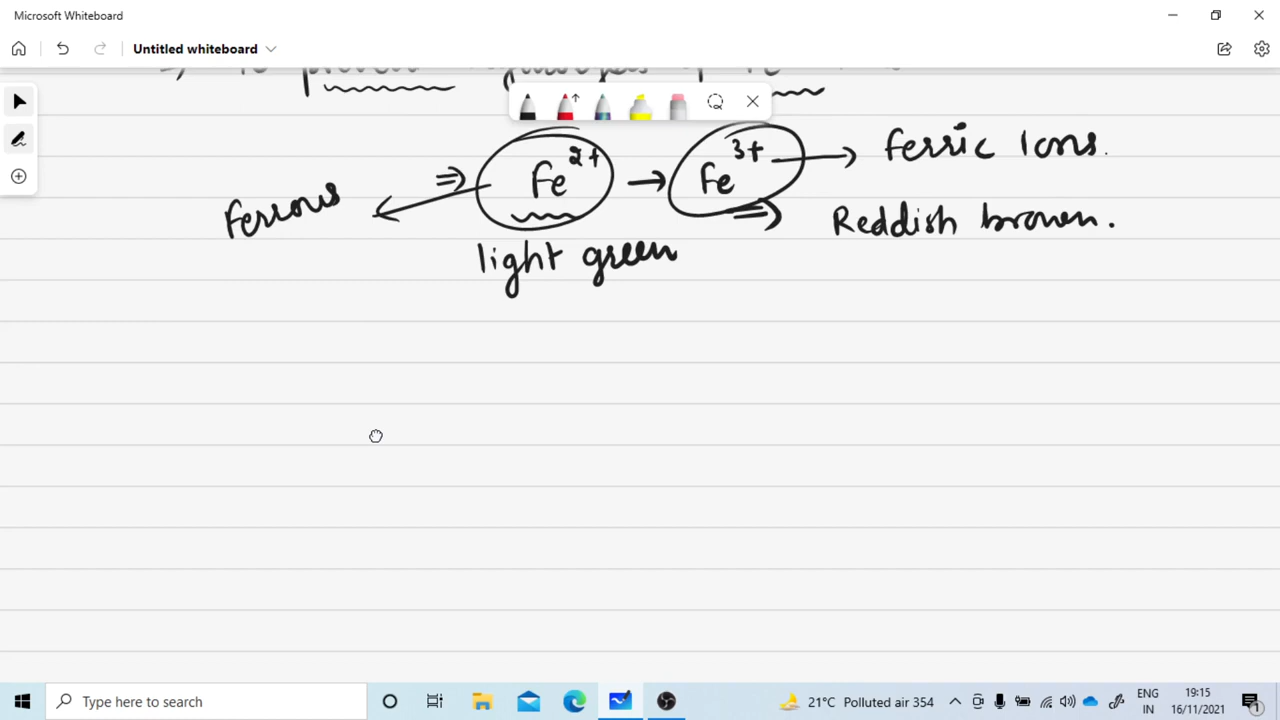 Microsoft Whiteboard
Untitled whiteboard
Fe2+ → Fe3+ → ferric Ions.
Ferrous
⇒ Reddish brown.
light green
Type here to search
21°C Polluted air 354
ENG
IN
19:15
16/11/2021
1